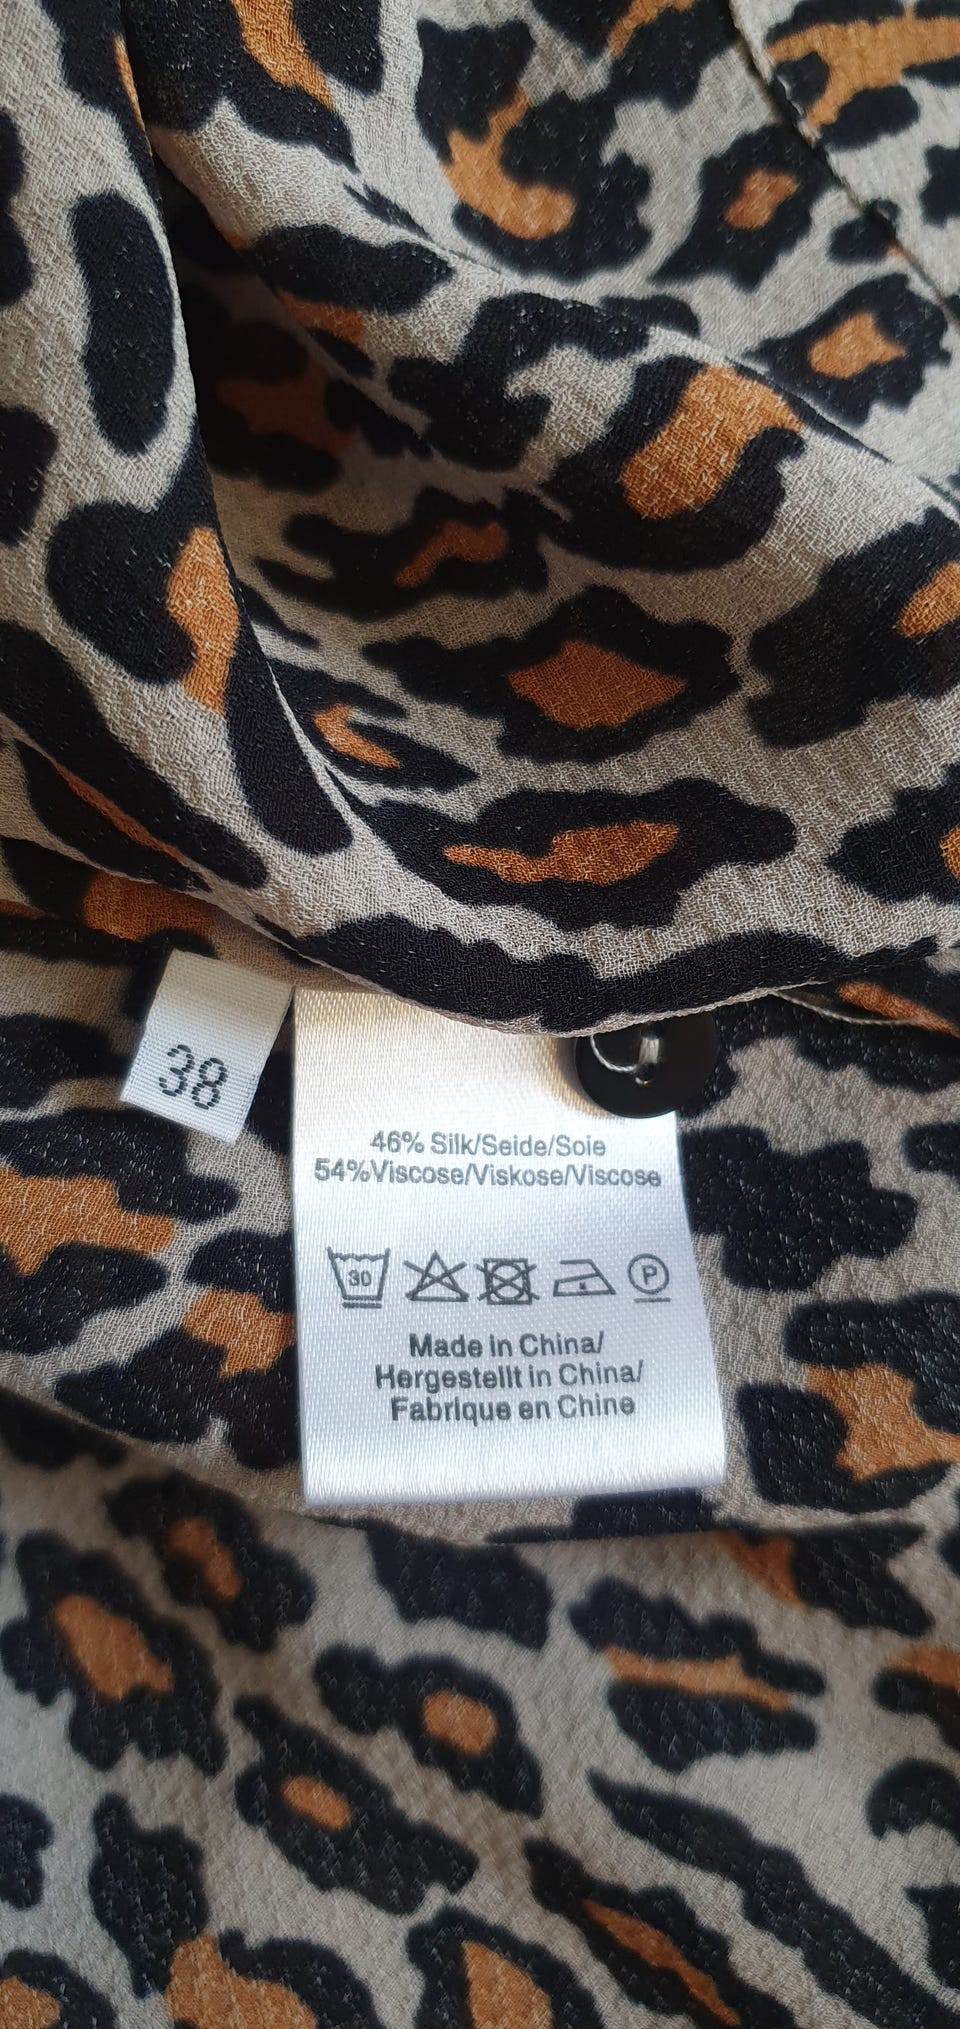 38
46% Silk/Seide/Soie
54%Viscose/Viskose/Viscose
30 P
Made in China/
Hergestellt in China/
Fabrique en Chine